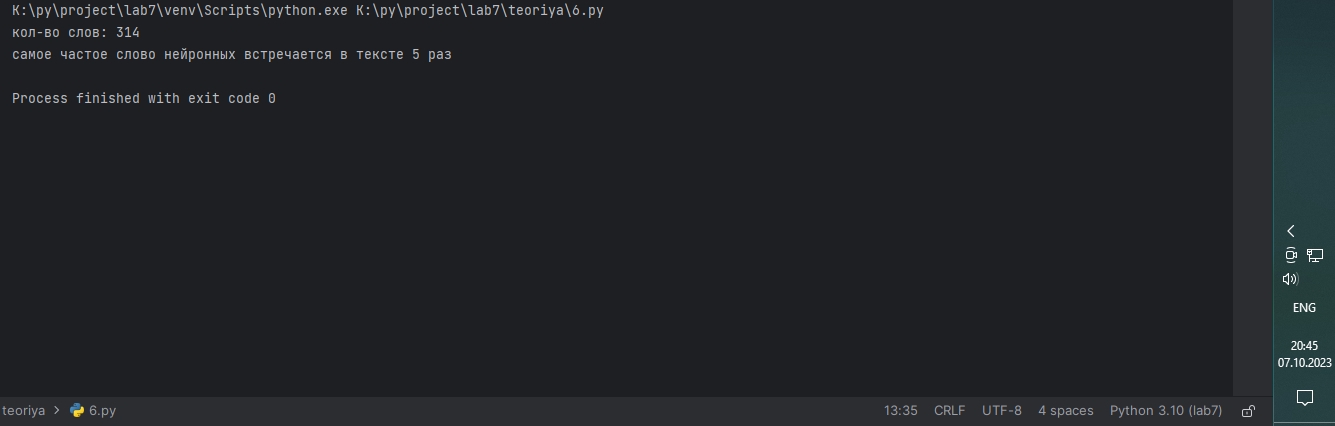 K:\py\project\lab7\venv\Scripts\python.exe K:\py\project\lab7\teoriya\6.py
кол-во слов: 314
самое частое слово нейронных встречается в тексте 5 раз
Process finished with exit code 0
ENG
20:45
07.10.2023
teoriya > 6.py 13:35 CRLF UTF-8 4 spaces Python 3.10 (lab7)